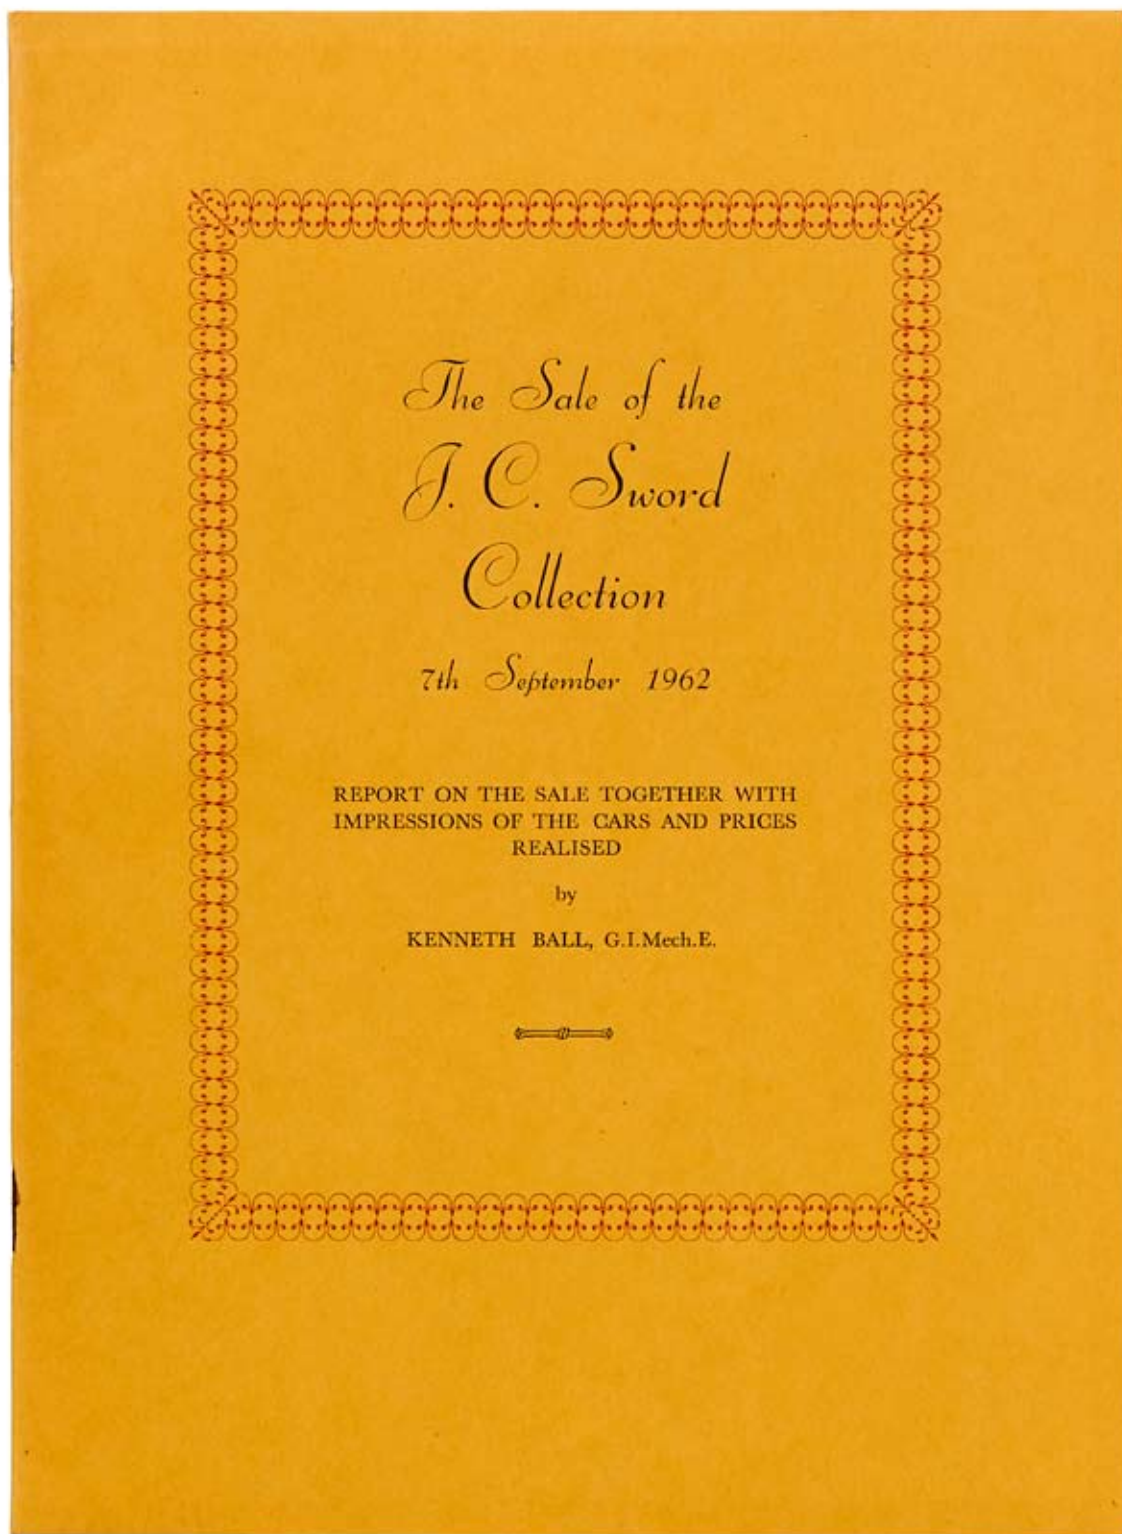 The Sale of the
J. C. Sword
Collection
7th September 1962
REPORT ON THE SALE TOGETHER WITH
IMPRESSIONS OF THE CARS AND PRICES
REALISED
by
KENNETH BALL, G.I.Mech.E.